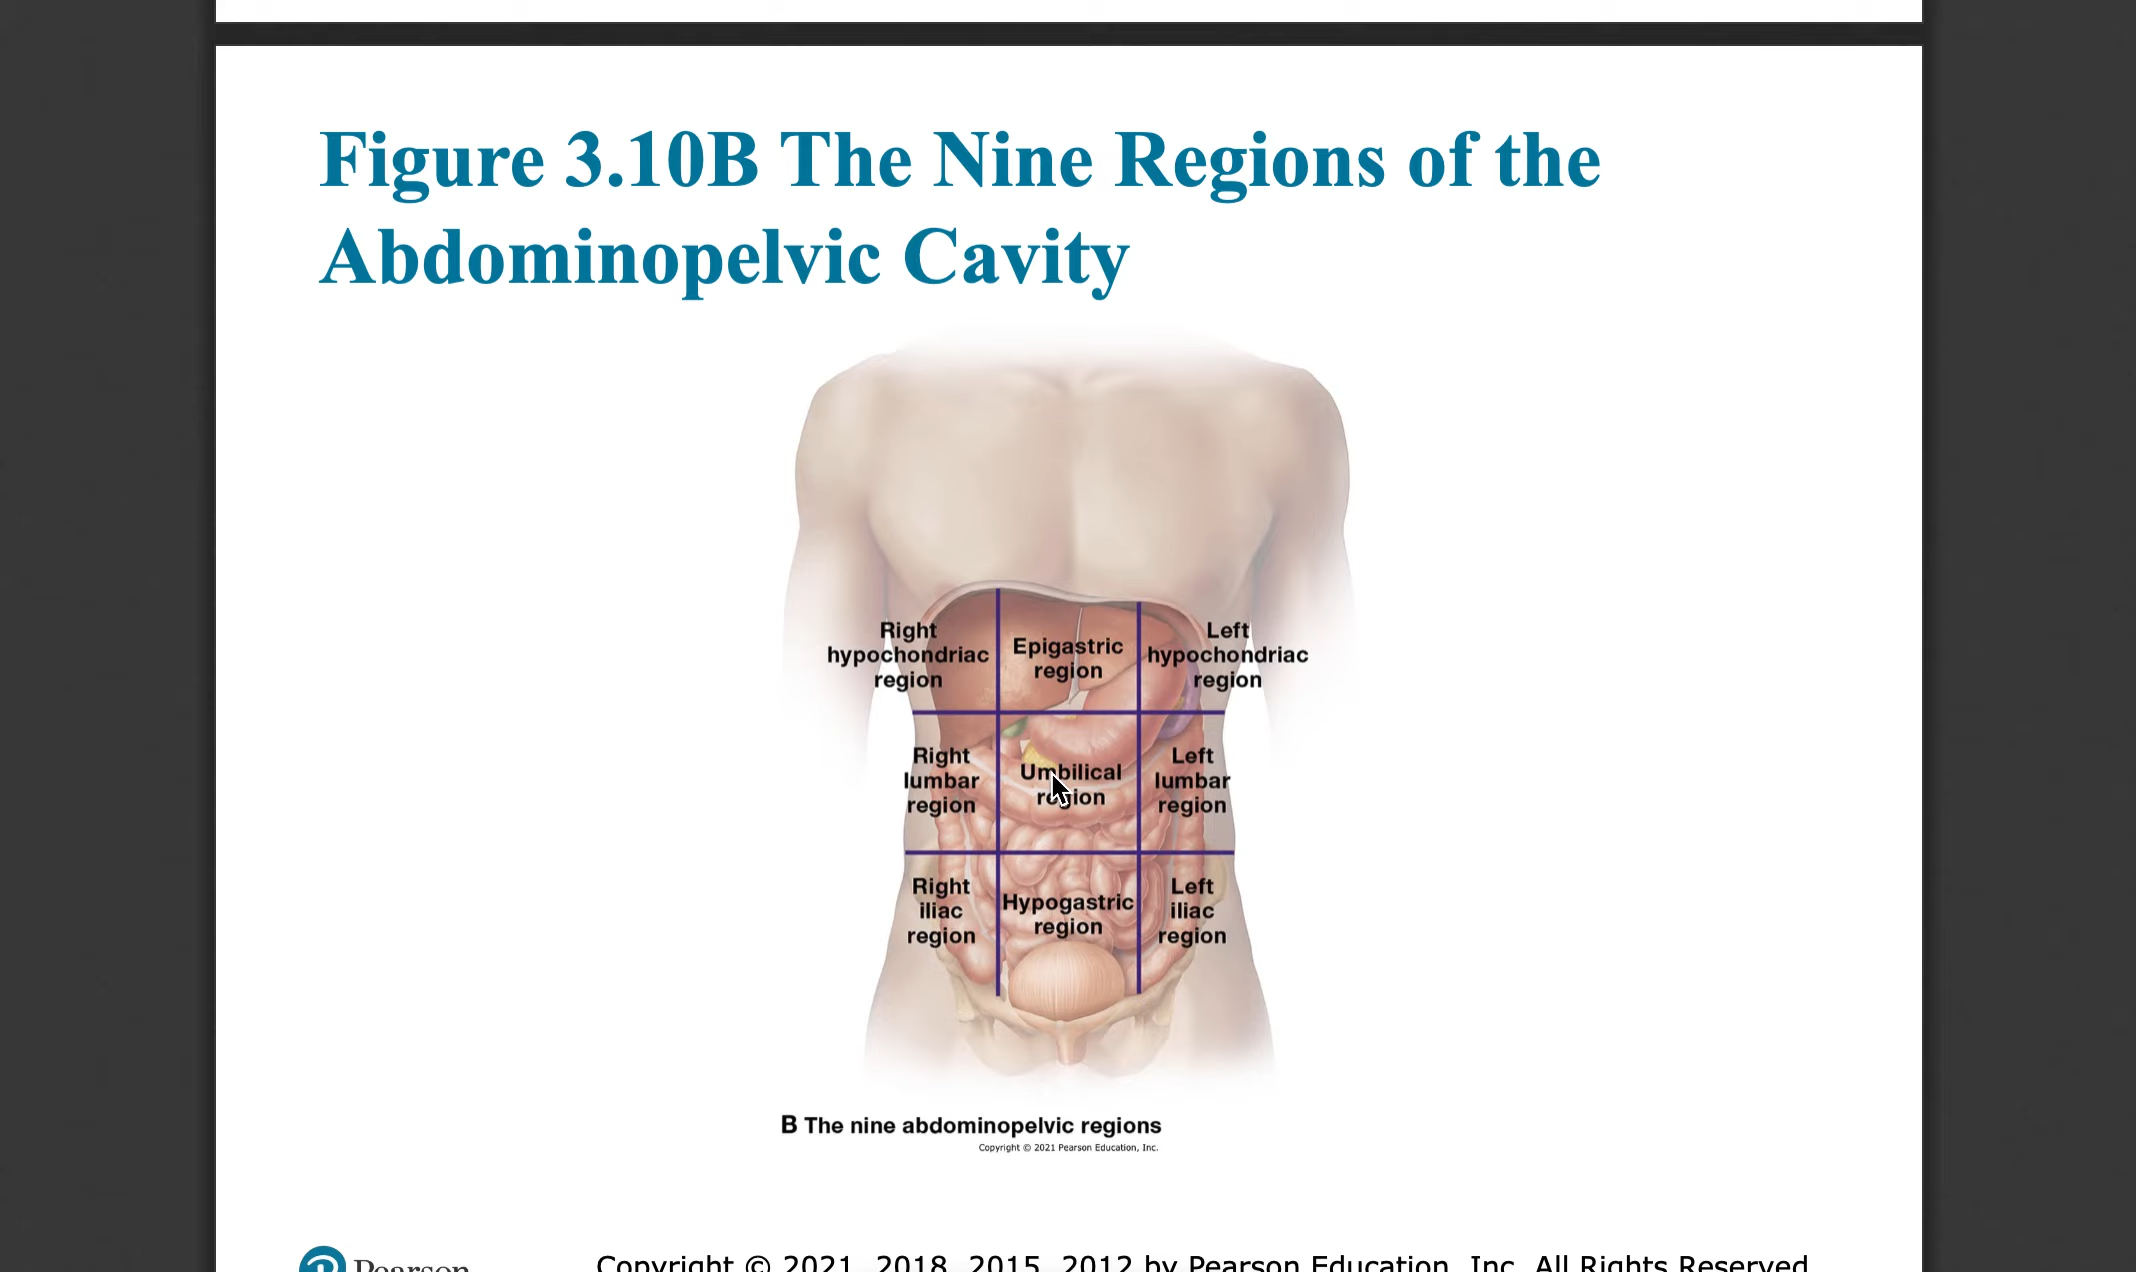 Figure 3.10B The Nine Regions of the
Abdominopelvic Cavity
Right
hypochondriac
region
Epigastric
region
Left
hypochondriac
region
Right
lumbar
region
Umbilical
region
Left
lumbar
region
Right
iliac
region
Hypogastric
region
Left
iliac
region
B The nine abdominopelvic regions
Copyright © 2021 Pearson Education, Inc.
Pearson
Copyright © 2021, 2018, 2015, 2012 by Pearson Education, Inc. All Rights Reserved